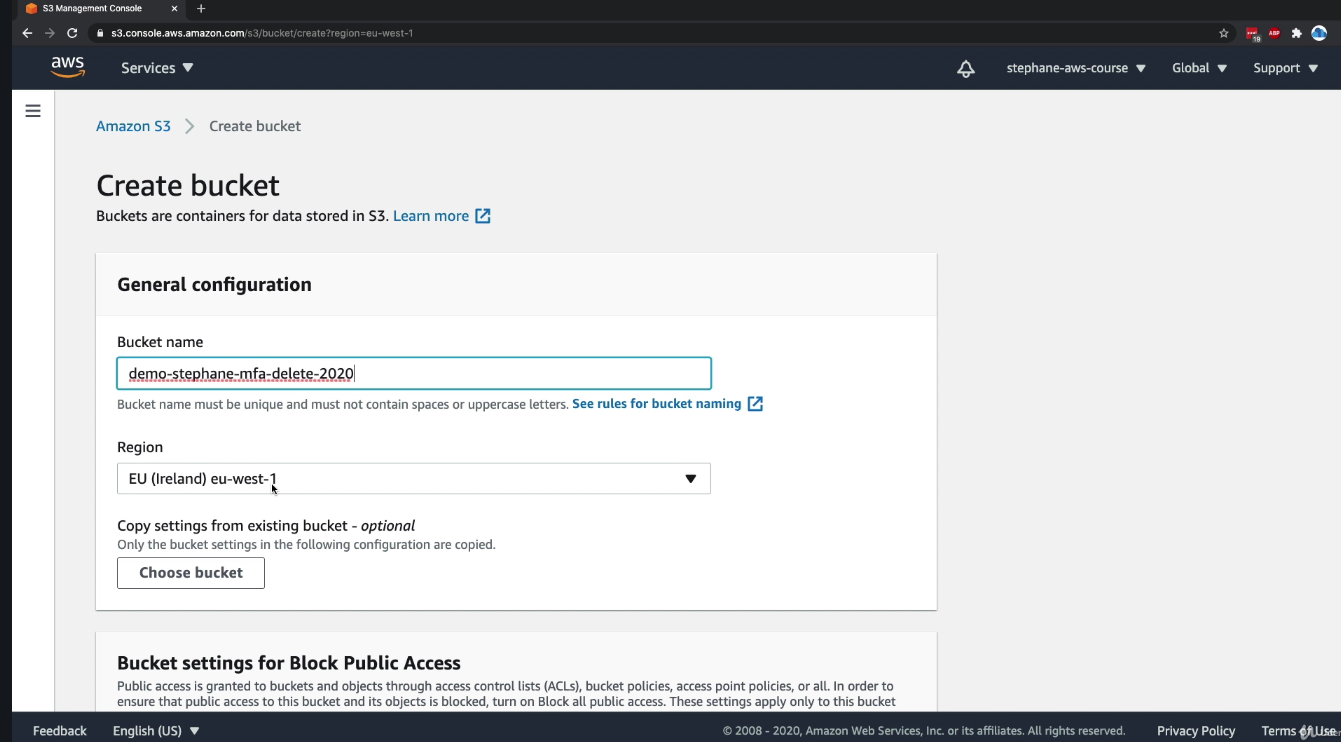 S3 Management Console
s3.console.aws.amazon.com/s3/bucket/create?region=eu-west-1
19
ABP
aws
Services
stephane-aws-course
Global
Support
Amazon S3 > Create bucket
Create bucket
Buckets are containers for data stored in S3. Learn more
General configuration
Bucket name
demo-stephane-mfa-delete-2020
Bucket name must be unique and must not contain spaces or uppercase letters. See rules for bucket naming
Region
EU (Ireland) eu-west-1
Copy settings from existing bucket - optional
Only the bucket settings in the following configuration are copied.
Choose bucket
Bucket settings for Block Public Access
Public access is granted to buckets and objects through access control lists (ACLs), bucket policies, access point policies, or all. In order to
ensure that public access to this bucket and its objects is blocked, turn on Block all public access. These settings apply only to this bucket
Feedback
English (US)
© 2008 - 2020, Amazon Web Services, Inc. or its affiliates. All rights reserved.
Privacy Policy
Terms of Use